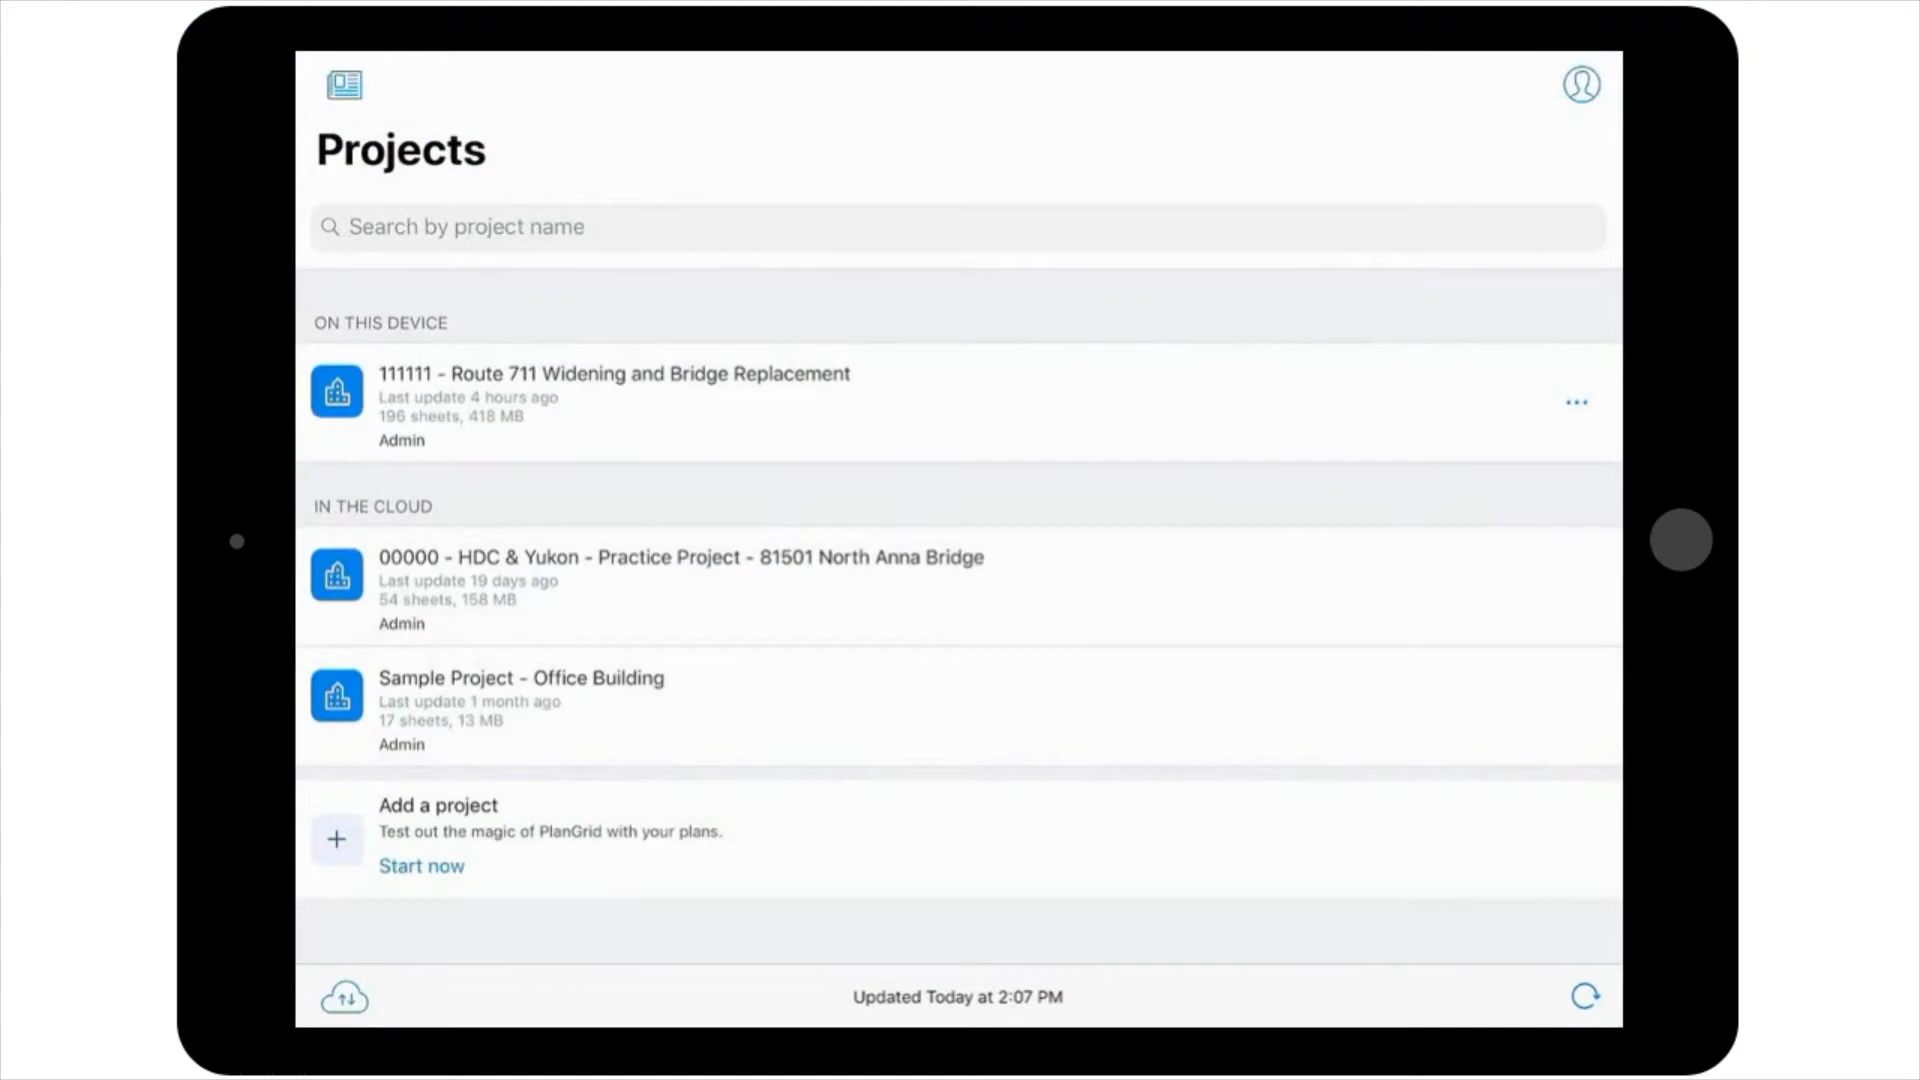 Projects
Search by project name
ON THIS DEVICE
111111 - Route 711 Widening and Bridge Replacement
Last update 4 hours ago
196 sheets, 418 MB
Admin
IN THE CLOUD
00000 - HDC & Yukon - Practice Project - 81501 North Anna Bridge
Last update 19 days ago
54 sheets, 158 MB
Admin
Sample Project - Office Building
Last update 1 month ago
17 sheets, 13 MB
Admin
Add a project
Test out the magic of PlanGrid with your plans.
Start now
Updated Today at 2:07 PM